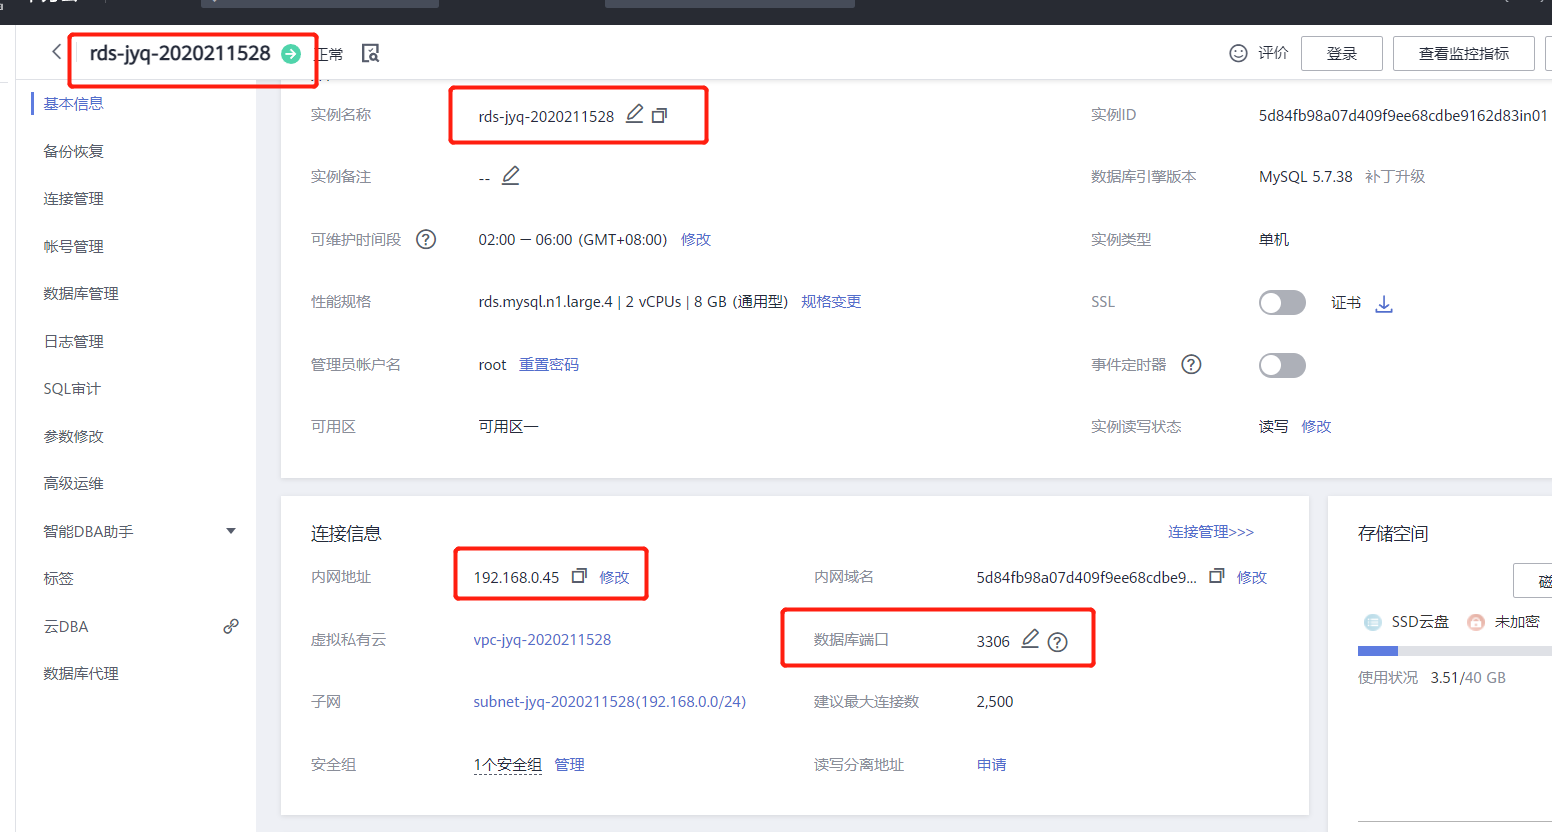 rds-jyq-2020211528 正常
评价 登录 查看监控指标
基本信息
备份恢复
连接管理
帐号管理
数据库管理
日志管理
SQL审计
参数修改
高级运维
智能DBA助手
标签
云DBA
数据库代理
实例名称 rds-jyq-2020211528 实例ID 5d84fb98a07d409f9ee68cdbe9162d83in01
实例备注 -- 数据库引擎版本 MySQL 5.7.38 补丁升级
可维护时间段 02:00 — 06:00 (GMT+08:00) 修改 实例类型 单机
性能规格 rds.mysql.n1.large.4 | 2 vCPUs | 8 GB (通用型) 规格变更 SSL 证书
管理员帐户名 root 重置密码 事件定时器
可用区 可用区一 实例读写状态 读写 修改
连接信息 连接管理>>>
内网地址 192.168.0.45 修改 内网域名 5d84fb98a07d409f9ee68cdbe9... 修改
虚拟私有云 vpc-jyq-2020211528 数据库端口 3306
子网 subnet-jyq-2020211528(192.168.0.0/24) 建议最大连接数 2,500
安全组 1个安全组 管理 读写分离地址 申请
存储空间
磁
SSD云盘 未加密
使用状况 3.51/40 GB